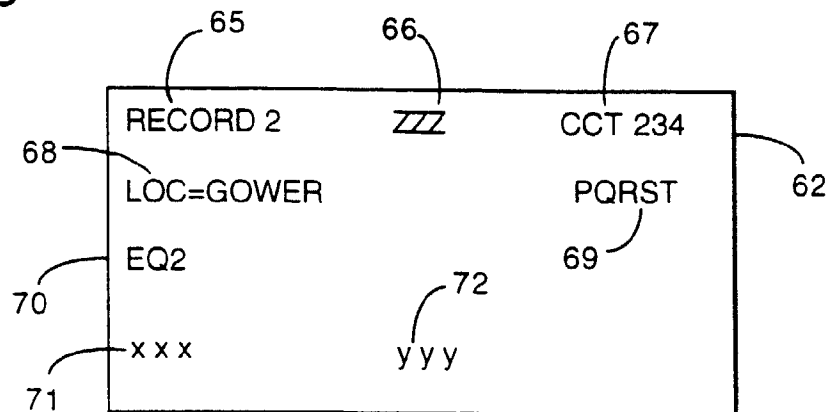 65 66 67
RECORD 2 ZZZ CCT 234
68 62
LOC=GOWER PQRST
EQ2 69
70 72
x x x y y y
71